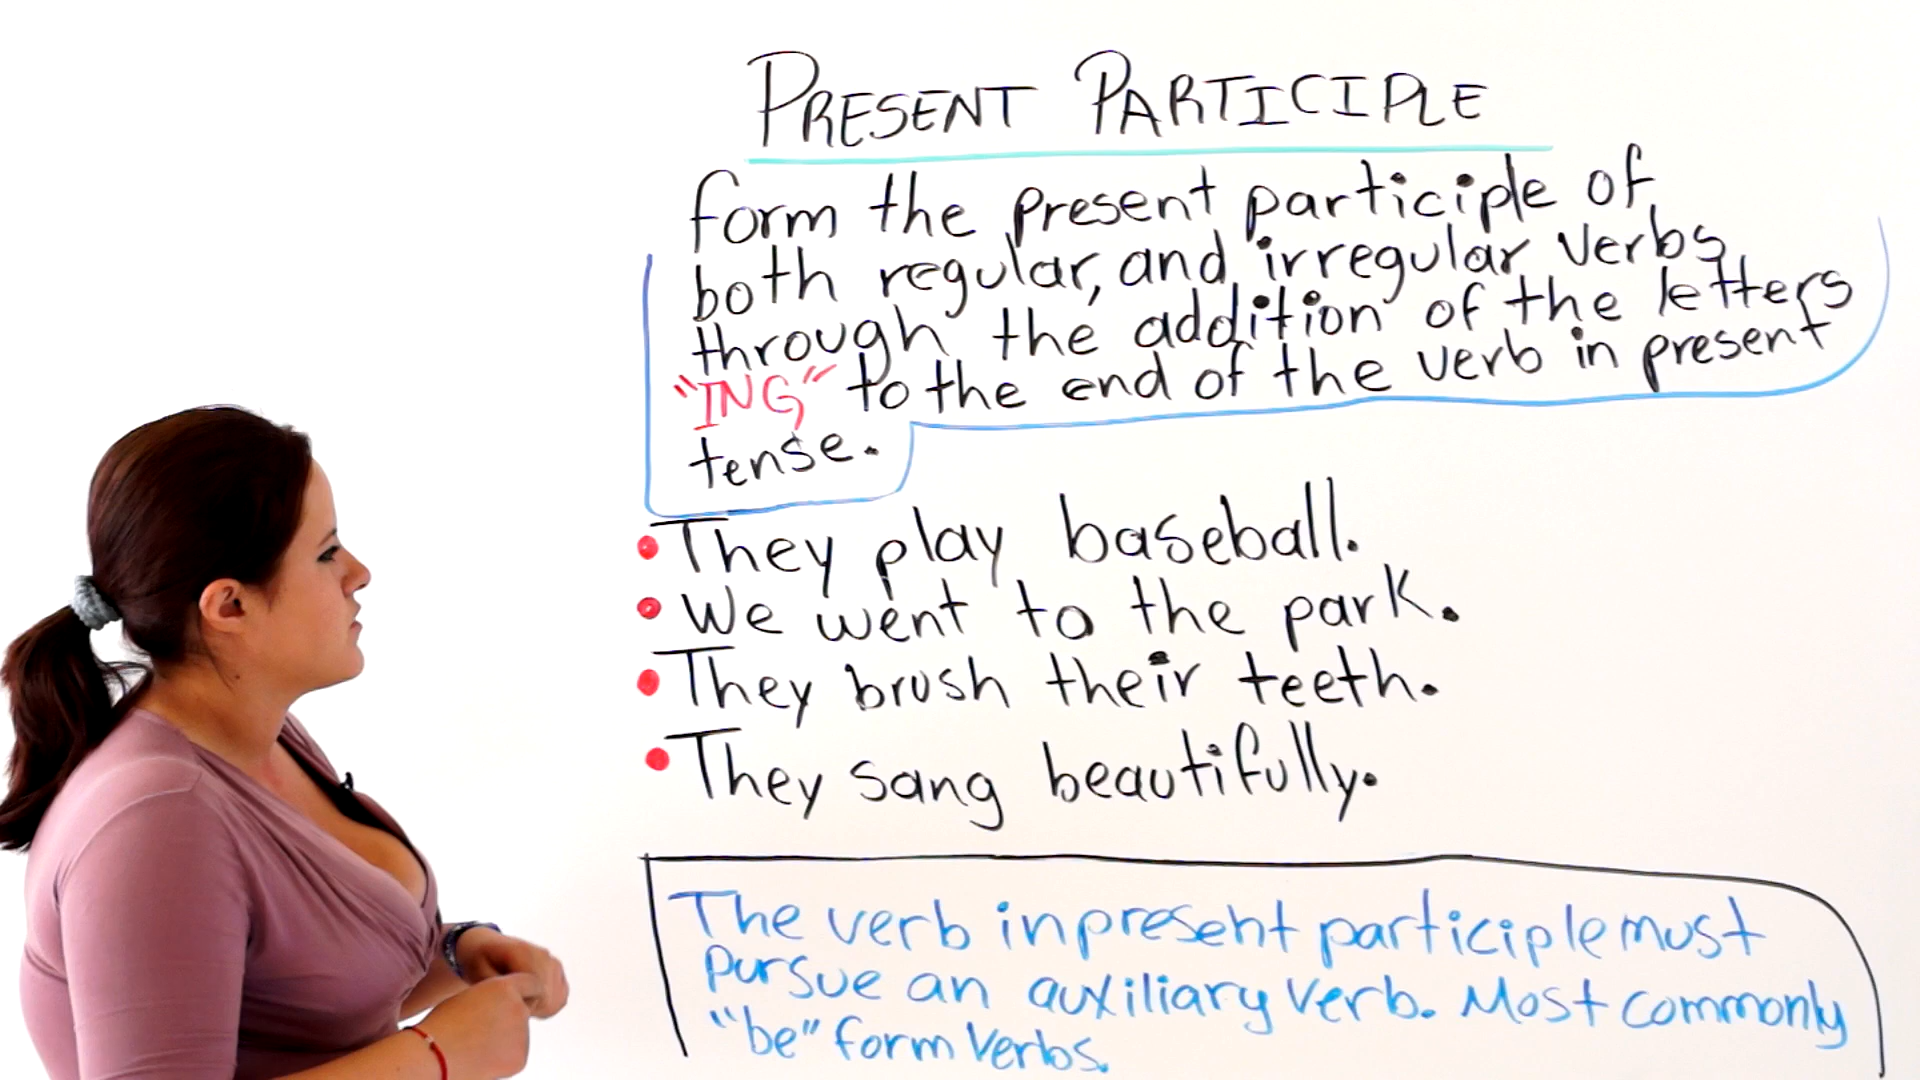 PRESENT PARTICIPLE
form the present participle of
both regular, and irregular verbs
through the addition of the letters
"ING" to the end of the verb in present
tense.
• They play baseball.
• We went to the park.
• They brush their teeth.
• They sang beautifully.
The verb in present participle must
pursue an auxiliary verb. Most commonly
"be" form verbs.